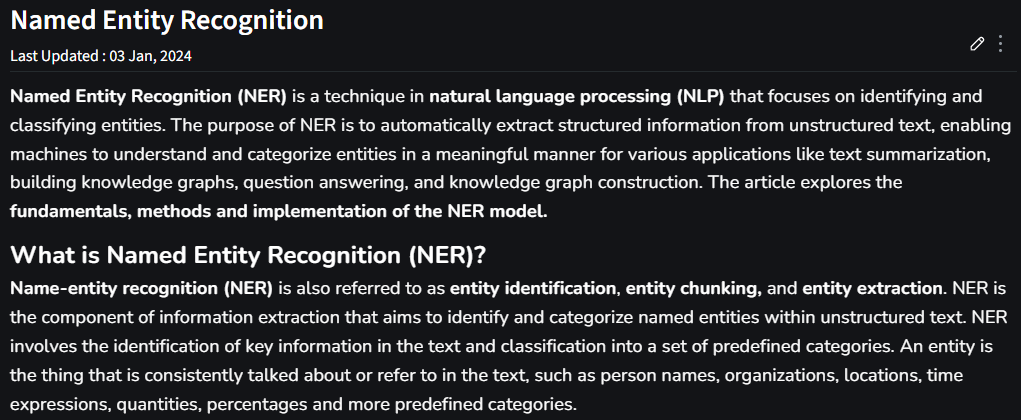 Named Entity Recognition
Last Updated : 03 Jan, 2024
Named Entity Recognition (NER) is a technique in natural language processing (NLP) that focuses on identifying and
classifying entities. The purpose of NER is to automatically extract structured information from unstructured text, enabling
machines to understand and categorize entities in a meaningful manner for various applications like text summarization,
building knowledge graphs, question answering, and knowledge graph construction. The article explores the
fundamentals, methods and implementation of the NER model.
What is Named Entity Recognition (NER)?
Name-entity recognition (NER) is also referred to as entity identification, entity chunking, and entity extraction. NER is
the component of information extraction that aims to identify and categorize named entities within unstructured text. NER
involves the identification of key information in the text and classification into a set of predefined categories. An entity is
the thing that is consistently talked about or refer to in the text, such as person names, organizations, locations, time
expressions, quantities, percentages and more predefined categories.